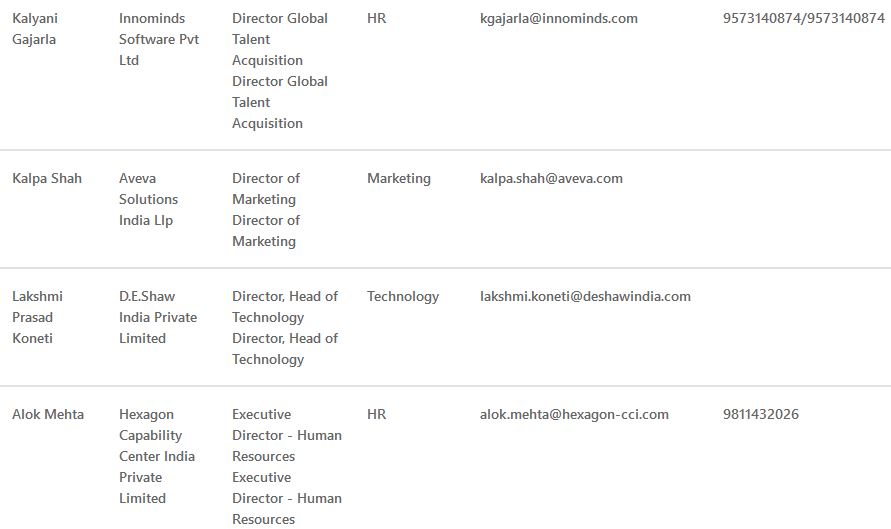 Kalyani Gajarla Innominds Software Pvt Ltd Director Global Talent Acquisition Director Global Talent Acquisition HR kgajarla@innominds.com 9573140874/9573140874
Kalpa Shah Aveva Solutions India Llp Director of Marketing Director of Marketing Marketing kalpa.shah@aveva.com
Lakshmi Prasad Koneti D.E.Shaw India Private Limited Director, Head of Technology Director, Head of Technology Technology lakshmi.koneti@deshawindia.com
Alok Mehta Hexagon Capability Center India Private Limited Executive Director - Human Resources Executive Director - Human Resources HR alok.mehta@hexagon-cci.com 9811432026